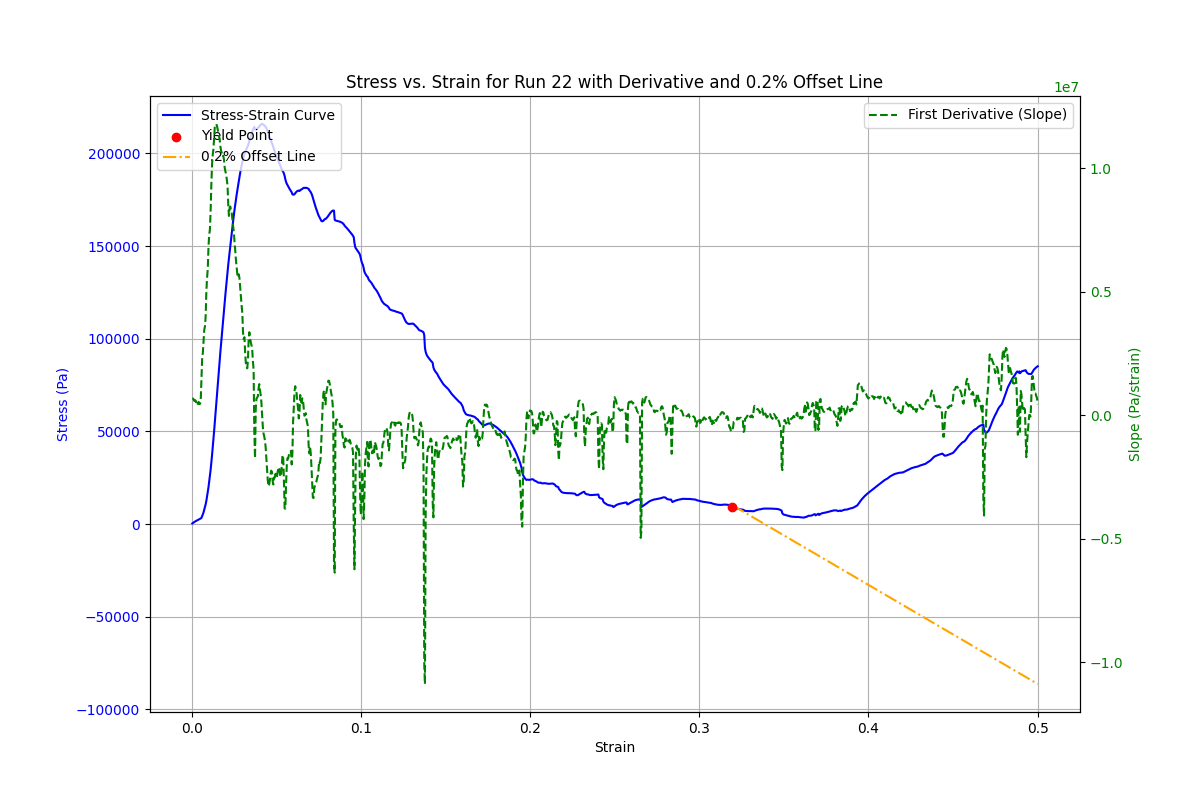 Stress vs. Strain for Run 22 with Derivative and 0.2% Offset Line
1e7
Stress-Strain Curve
Yield Point
0.2% Offset Line
First Derivative (Slope)
200000
150000
100000
50000
0
−50000
−100000
Stress (Pa)
1.0
0.5
0.0
−0.5
−1.0
Slope (Pa/strain)
0.0
0.1
0.2
0.3
0.4
0.5
Strain